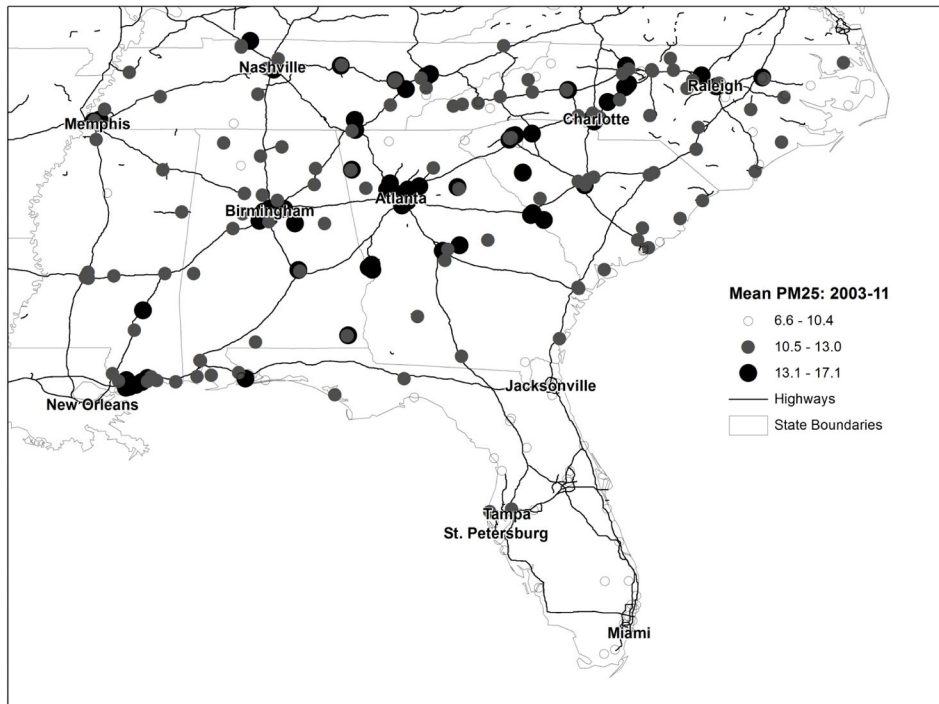 Nashville
Raleigh
Memphis
Charlotte
Atlanta
Birmingham
Mean PM25: 2003-11
6.6 - 10.4
10.5 - 13.0
13.1 - 17.1
Highways
State Boundaries
Jacksonville
New Orleans
Tampa
St. Petersburg
Miami